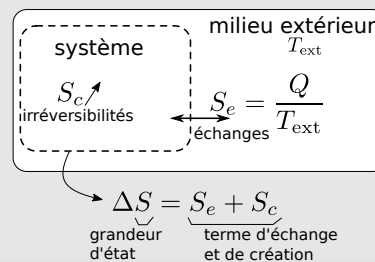 milieu extérieur
T_ext
système
S_c
irréversibilités
S_e = Q / T_ext
échanges
ΔS = S_e + S_c
grandeur
d'état
terme d'échange
et de création